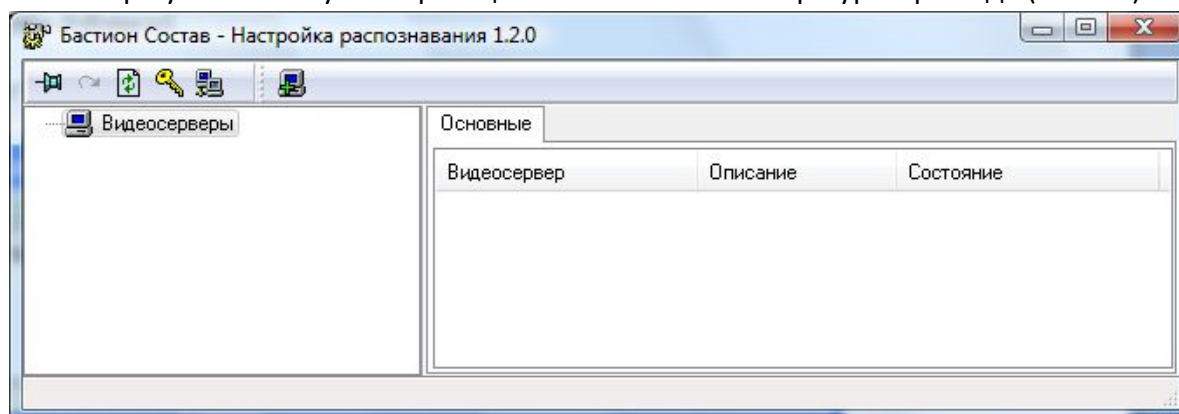 Бастион Состав - Настройка распознавания 1.2.0
Видеосерверы
Основные
Видеосервер Описание Состояние